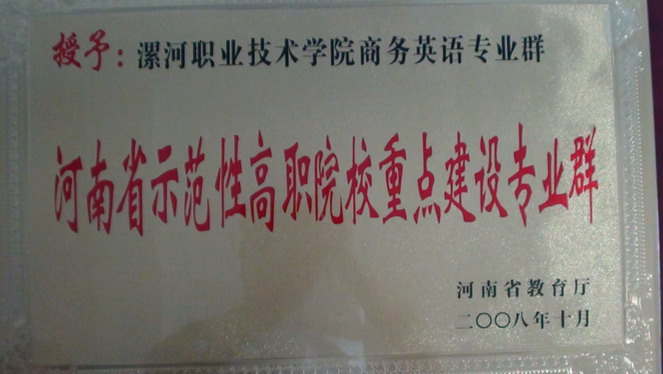 授予：漯河职业技术学院商务英语专业群
河南省示范性高职院校重点建设专业群
河南省教育厅
二〇〇八年十月